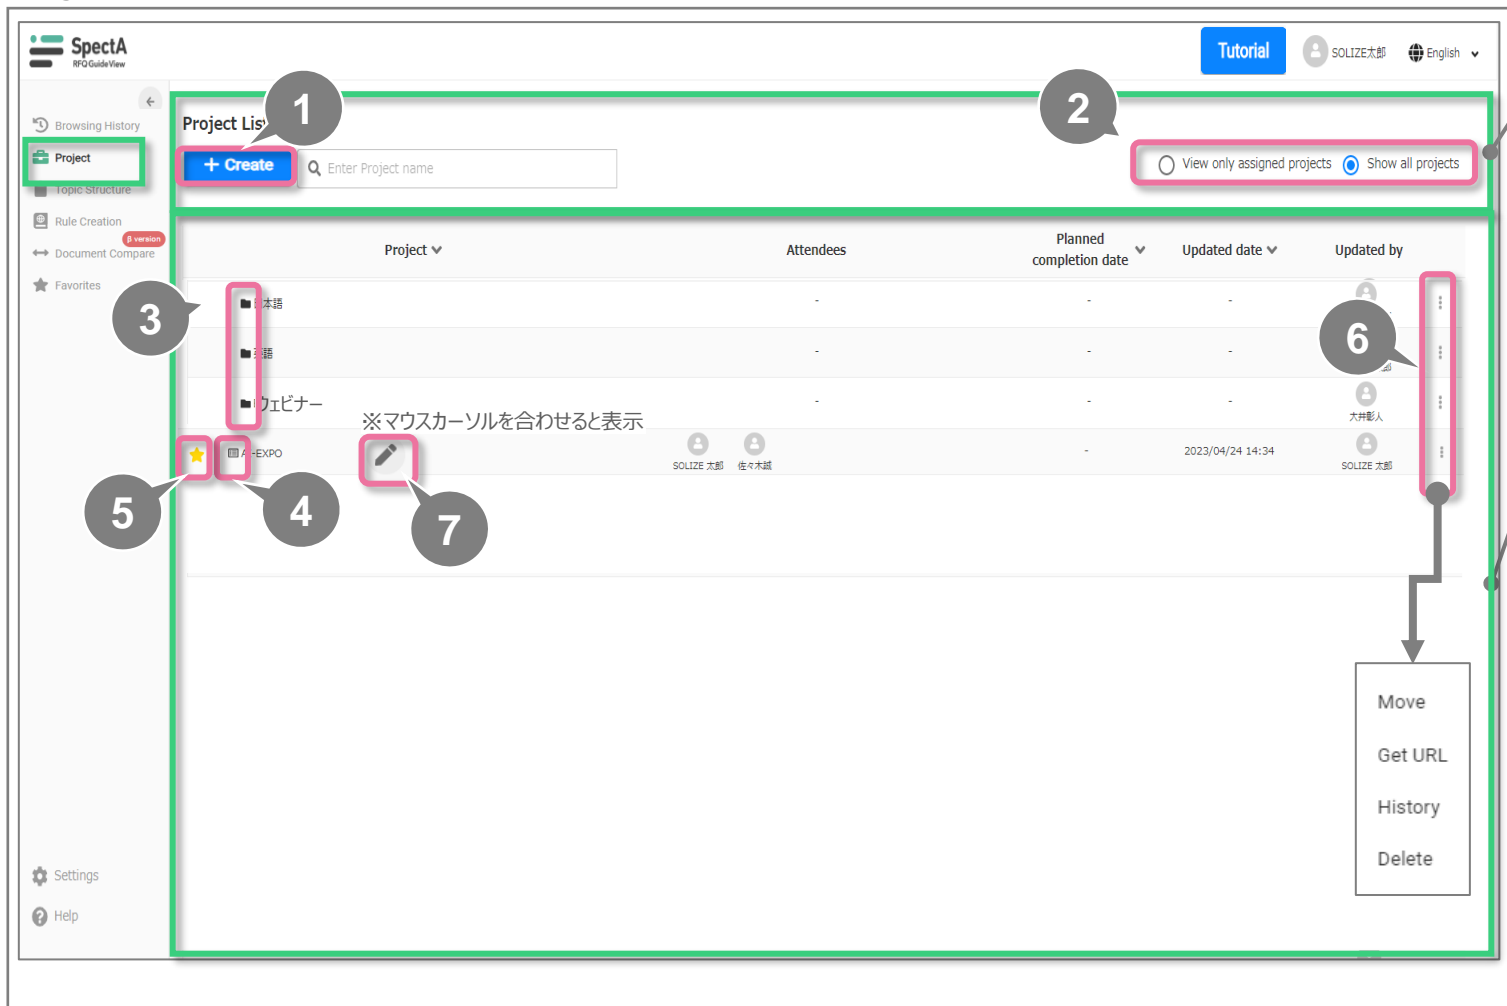 SpectA
RFQ Guide View
Tutorial
SOLIZE太郎
English
Browsing History
Project
Topic Structure
Rule Creation
β version
Document Compare
Favorites
Settings
Help
1
2
Project List
+ Create
Enter Project name
View only assigned projects
Show all projects
Project
Attendees
Planned completion date
Updated date
Updated by
3
日本語
-
-
-
6
英語
-
-
-
ウェビナー
-
-
-
大井彰人
※マウスカーソルを合わせると表示
AI-EXPO
SOLIZE 太郎
佐々木誠
-
2023/04/24 14:34
SOLIZE 太郎
5
4
7
Move
Get URL
History
Delete